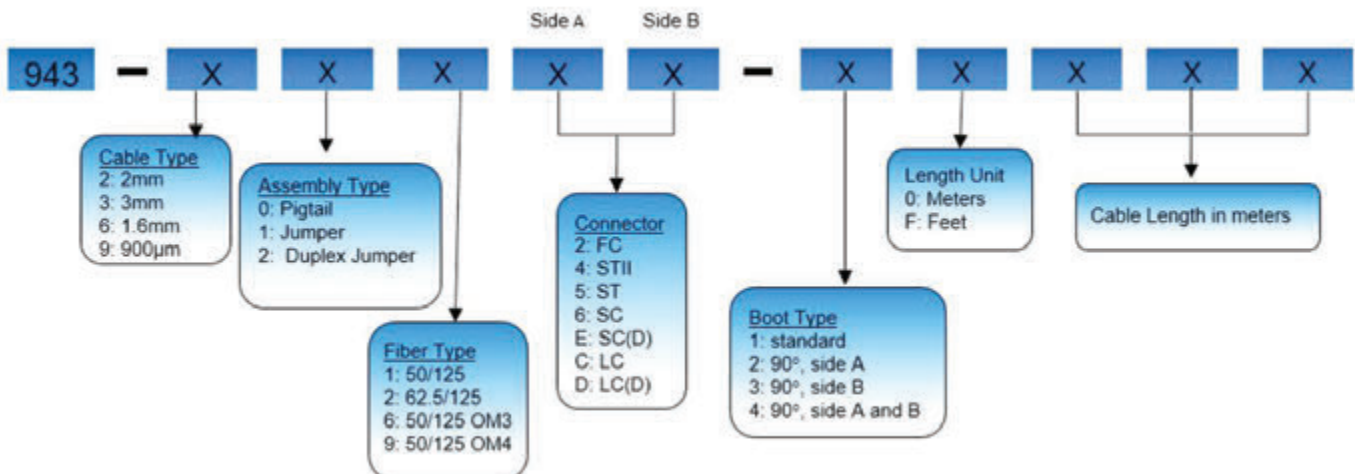 Side A Side B
943 - X X X X X - X X X X X
Cable Type
2: 2mm
3: 3mm
6: 1.6mm
9: 900µm
Assembly Type
0: Pigtail
1: Jumper
2: Duplex Jumper
Fiber Type
1: 50/125
2: 62.5/125
6: 50/125 OM3
9: 50/125 OM4
Connector
2: FC
4: STII
5: ST
6: SC
E: SC(D)
C: LC
D: LC(D)
Boot Type
1: standard
2: 90°, side A
3: 90°, side B
4: 90°, side A and B
Length Unit
0: Meters
F: Feet
Cable Length in meters